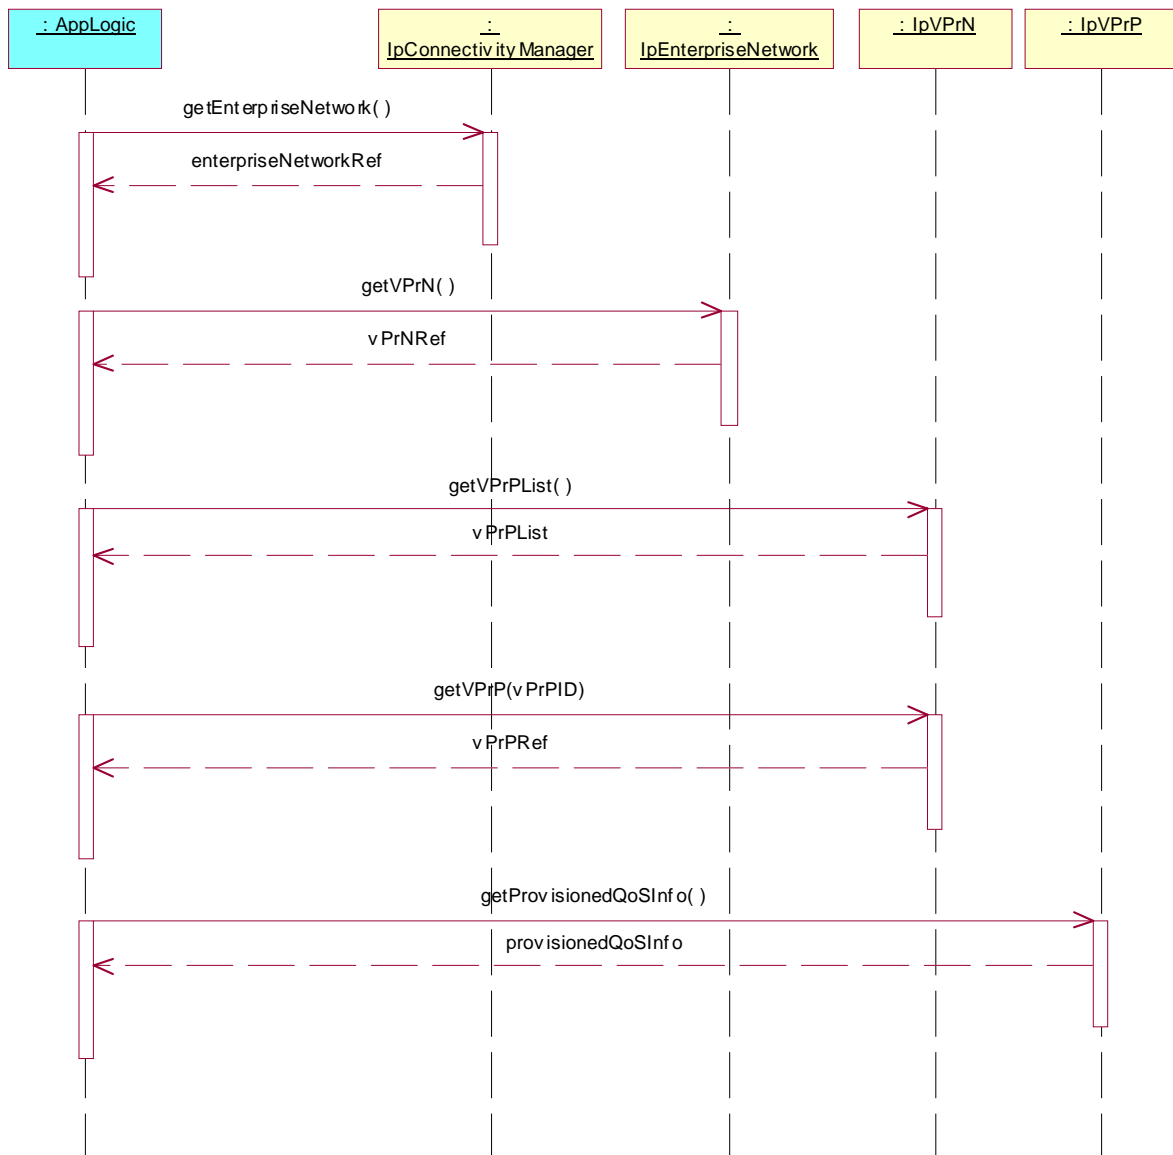 : AppLogic
:
IpConnectivityManager
:
IpEnterpriseNetwork
: IpVPrN
: IpVPrP
getEnterpriseNetwork( )
enterpriseNetworkRef
getVPrN( )
vPrNRef
getVPrPList( )
vPrPList
getVPrP(vPrPID)
vPrPRef
getProvisionedQoSInfo( )
provisionedQoSInfo